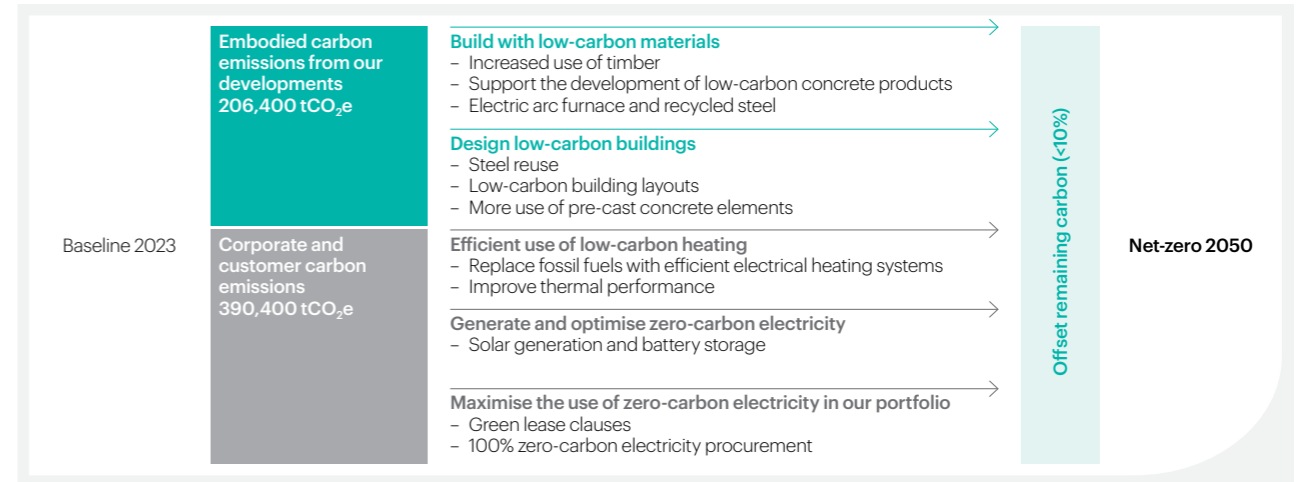 Baseline 2023
Embodied carbon
emissions from our
developments
206,400 tCO₂e
Build with low-carbon materials
– Increased use of timber
– Support the development of low-carbon concrete products
– Electric arc furnace and recycled steel
Design low-carbon buildings
– Steel reuse
– Low-carbon building layouts
– More use of pre-cast concrete elements
Corporate and
customer carbon
emissions
390,400 tCO₂e
Efficient use of low-carbon heating
– Replace fossil fuels with efficient electrical heating systems
– Improve thermal performance
Generate and optimise zero-carbon electricity
– Solar generation and battery storage
Maximise the use of zero-carbon electricity in our portfolio
– Green lease clauses
– 100% zero-carbon electricity procurement
Offset remaining carbon (<10%)
Net-zero 2050